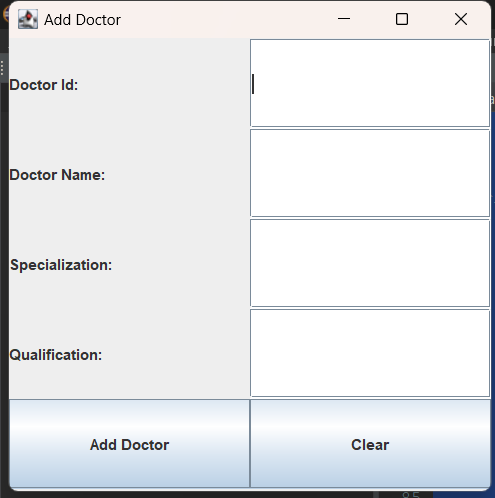 Add Doctor
Doctor Id:
Doctor Name:
Specialization:
Qualification:
Add Doctor
Clear